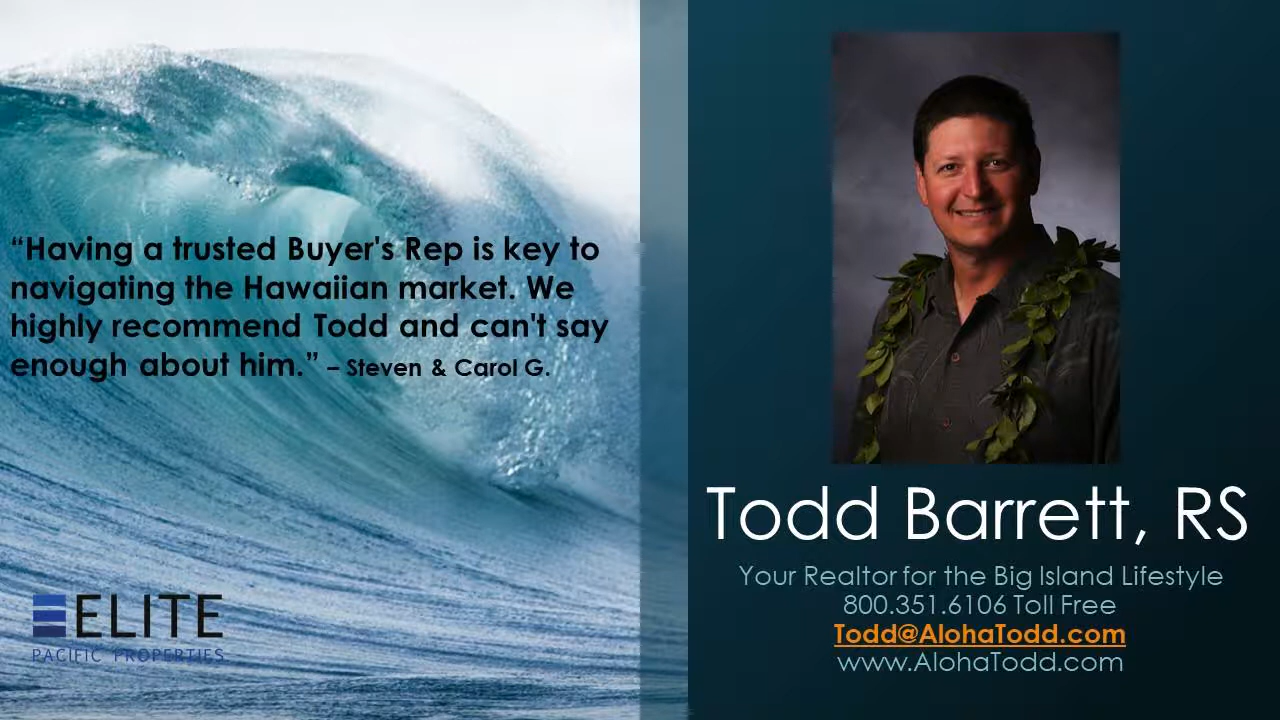 “Having a trusted Buyer's Rep is key to
navigating the Hawaiian market. We
highly recommend Todd and can't say
enough about him.” – Steven & Carol G.
ELITE
PACIFIC PROPERTIES
Todd Barrett, RS
Your Realtor for the Big Island Lifestyle
800.351.6106 Toll Free
Todd@AlohaTodd.com
www.AlohaTodd.com